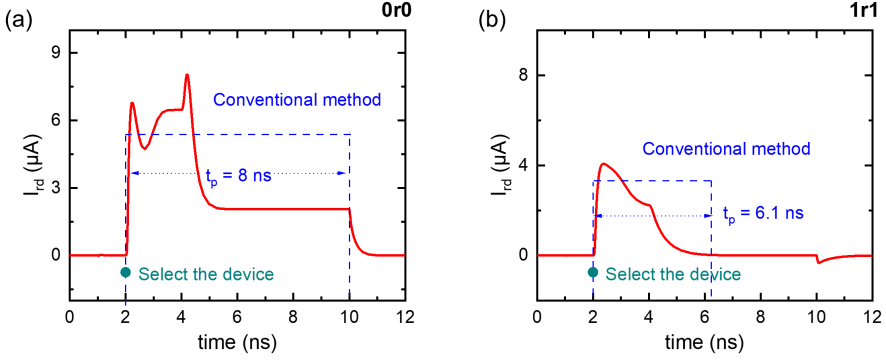 (a)
0r0
9
6
3
0
I_rd (μA)
Conventional method
t_p = 8 ns
Select the device
0 2 4 6 8 10 12
time (ns)
(b)
1r1
8
4
0
I_rd (μA)
Conventional method
t_p = 6.1 ns
Select the device
0 2 4 6 8 10 12
time (ns)